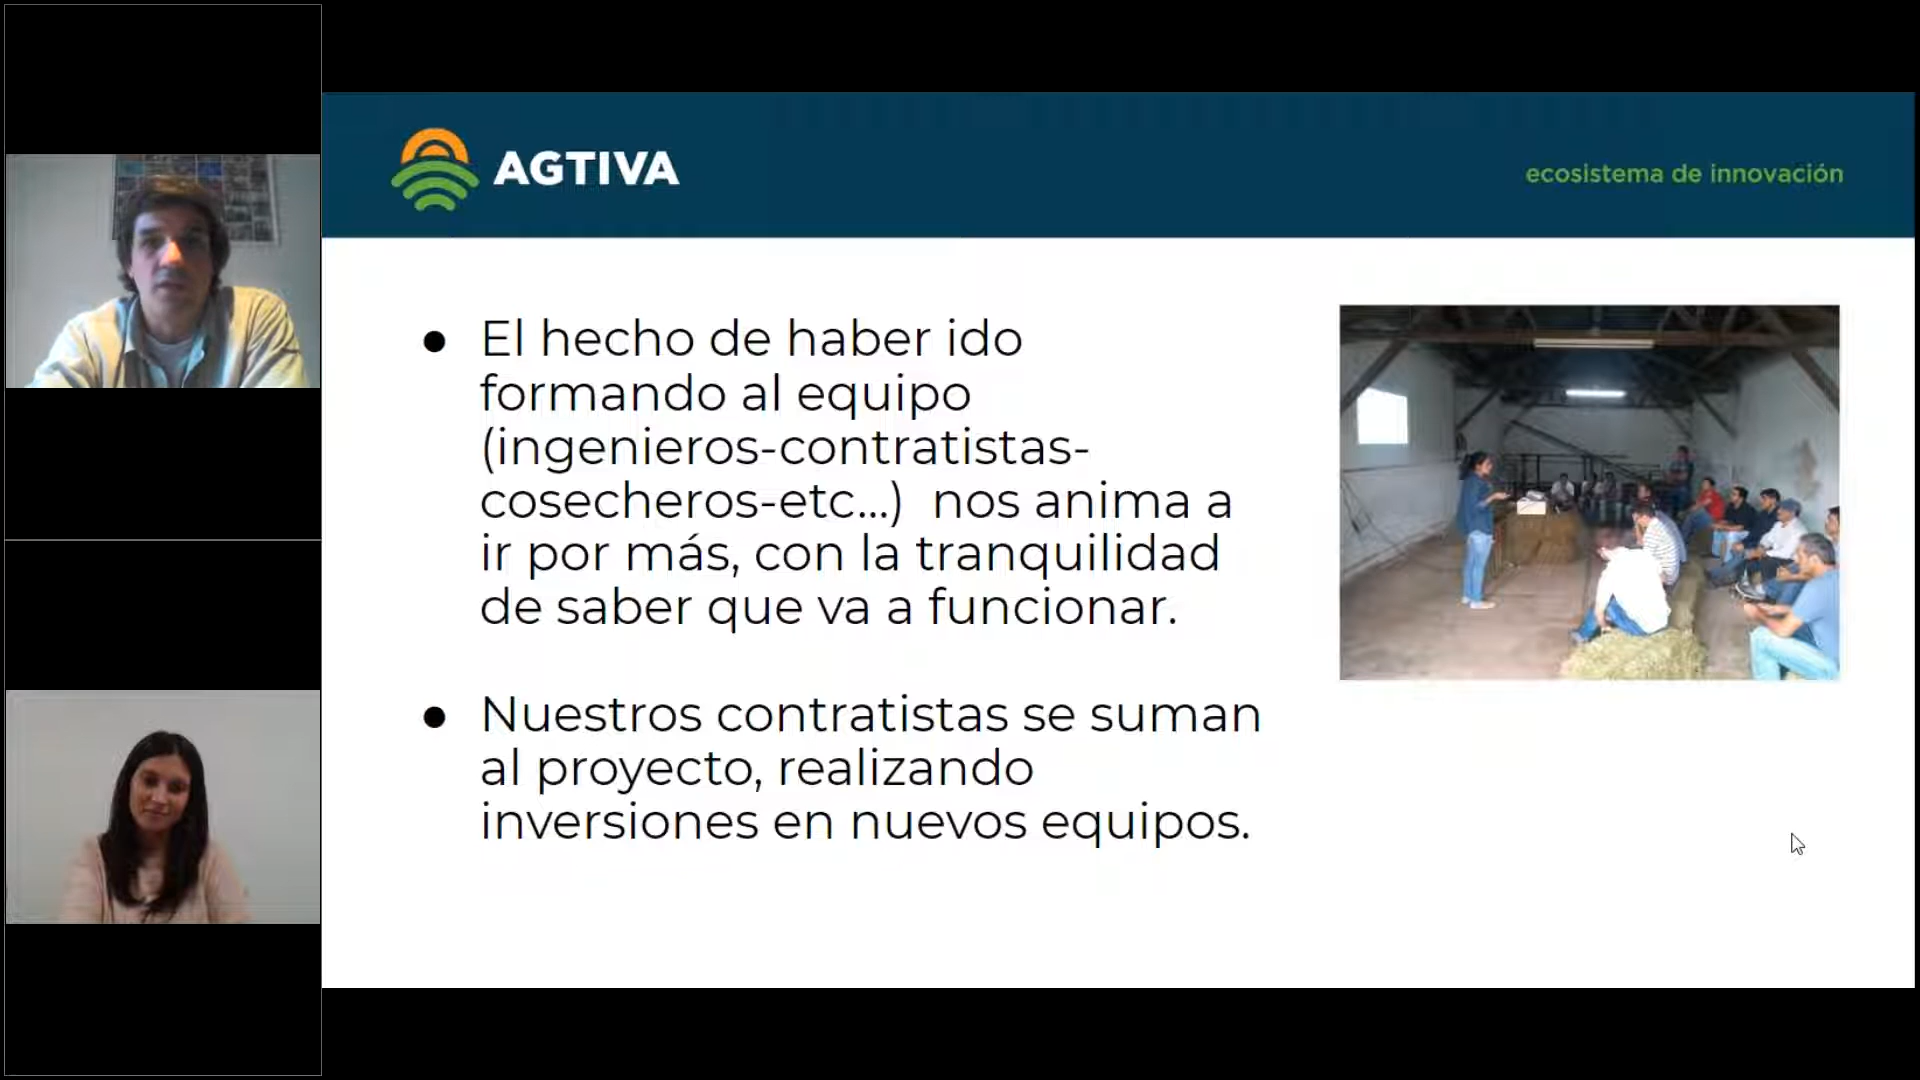 AGTIVA
ecosistema de innovación
● El hecho de haber ido
formando al equipo
(ingenieros-contratistas-
cosecheros-etc...)  nos anima a
ir por más, con la tranquilidad
de saber que va a funcionar.
● Nuestros contratistas se suman
al proyecto, realizando
inversiones en nuevos equipos.